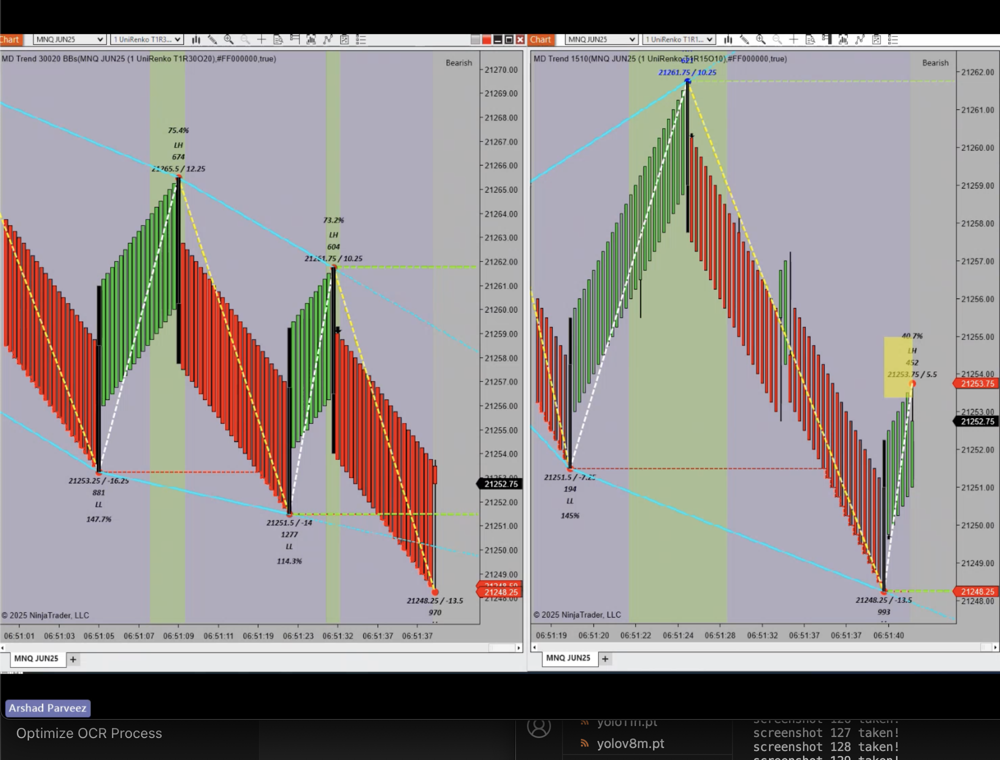 Chart MNQ JUN25 1 UniRenko T1R3...
MD Trend 30020 BBs(MNQ JUN25 (1 UniRenko T1R30O20),#FF000000,true)
Bearish
75.4%
LH
674
21265.5 / 12.25
73.2%
LH
604
21261.75 / 10.25
21253.25 / -16.25
881
LL
147.7%
21251.5 / -14
1277
LL
114.3%
21248.25 / -13.5
970
21270.00
21269.00
21268.00
21267.00
21266.00
21265.00
21264.00
21263.00
21262.00
21261.00
21260.00
21259.00
21258.00
21257.00
21256.00
21255.00
21254.00
21252.75
21252.00
21251.00
21250.00
21249.00
21248.25
© 2025 NinjaTrader, LLC
06:51:01 06:51:03 06:51:05 06:51:07 06:51:09 06:51:11 06:51:19 06:51:23 06:51:32 06:51:37 06:51:37
MNQ JUN25 +
Chart MNQ JUN25 1 UniRenko T1R1...
MD Trend 1510(MNQ JUN25 (1 UniRenko T1R15O10),#FF000000,true)
Bearish
21261.75 / 10.25
40.7%
LH
452
21253.75 / 5.5
21251.5 / -7.25
194
LL
145%
21248.25 / -13.5
993
21262.00
21261.00
21260.00
21259.00
21258.00
21257.00
21256.00
21255.00
21254.00
21253.75
21253.00
21252.75
21252.00
21251.00
21250.00
21249.00
21248.25
21248.00
© 2025 NinjaTrader, LLC
06:51:19 06:51:20 06:51:22 06:51:24 06:51:28 06:51:32 06:51:37 06:51:40
MNQ JUN25 +
Arshad Parveez
Optimize OCR Process
yolo11n.pt
yolov8m.pt
screenshot 126 taken!
screenshot 127 taken!
screenshot 128 taken!
screenshot 129 taken!